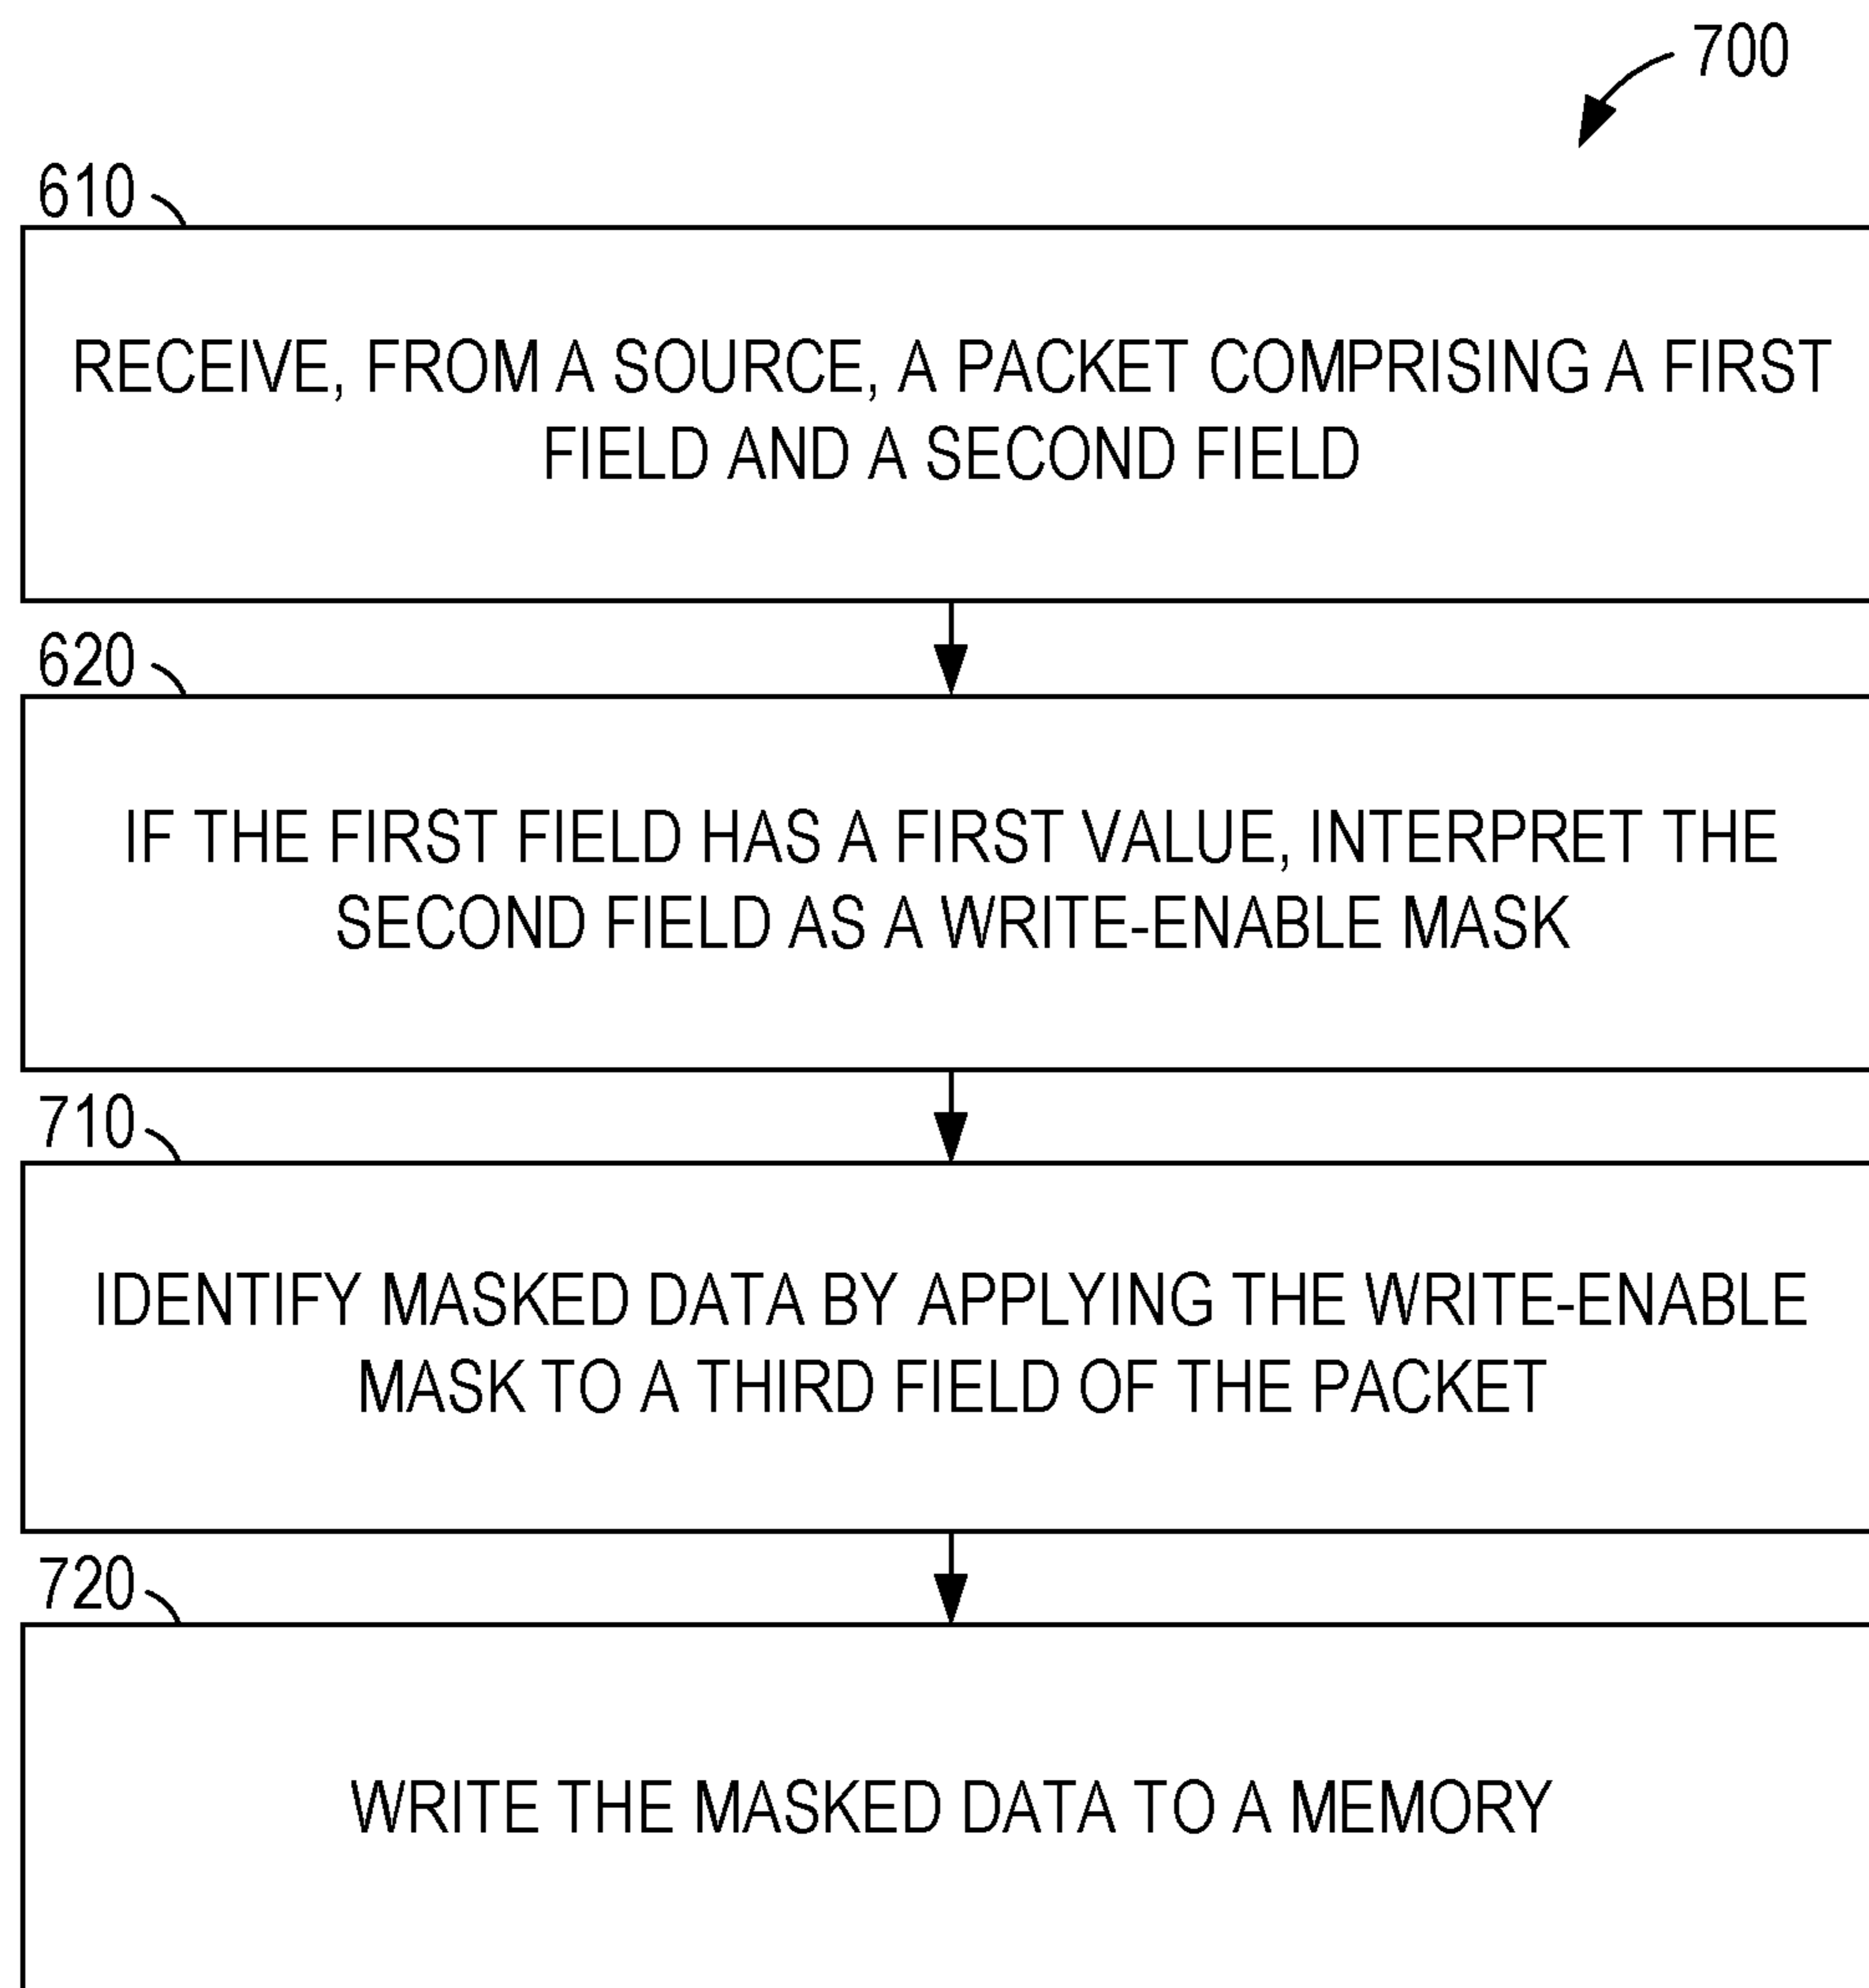 700
610
RECEIVE, FROM A SOURCE, A PACKET COMPRISING A FIRST
FIELD AND A SECOND FIELD
620
IF THE FIRST FIELD HAS A FIRST VALUE, INTERPRET THE
SECOND FIELD AS A WRITE-ENABLE MASK
710
IDENTIFY MASKED DATA BY APPLYING THE WRITE-ENABLE
MASK TO A THIRD FIELD OF THE PACKET
720
WRITE THE MASKED DATA TO A MEMORY